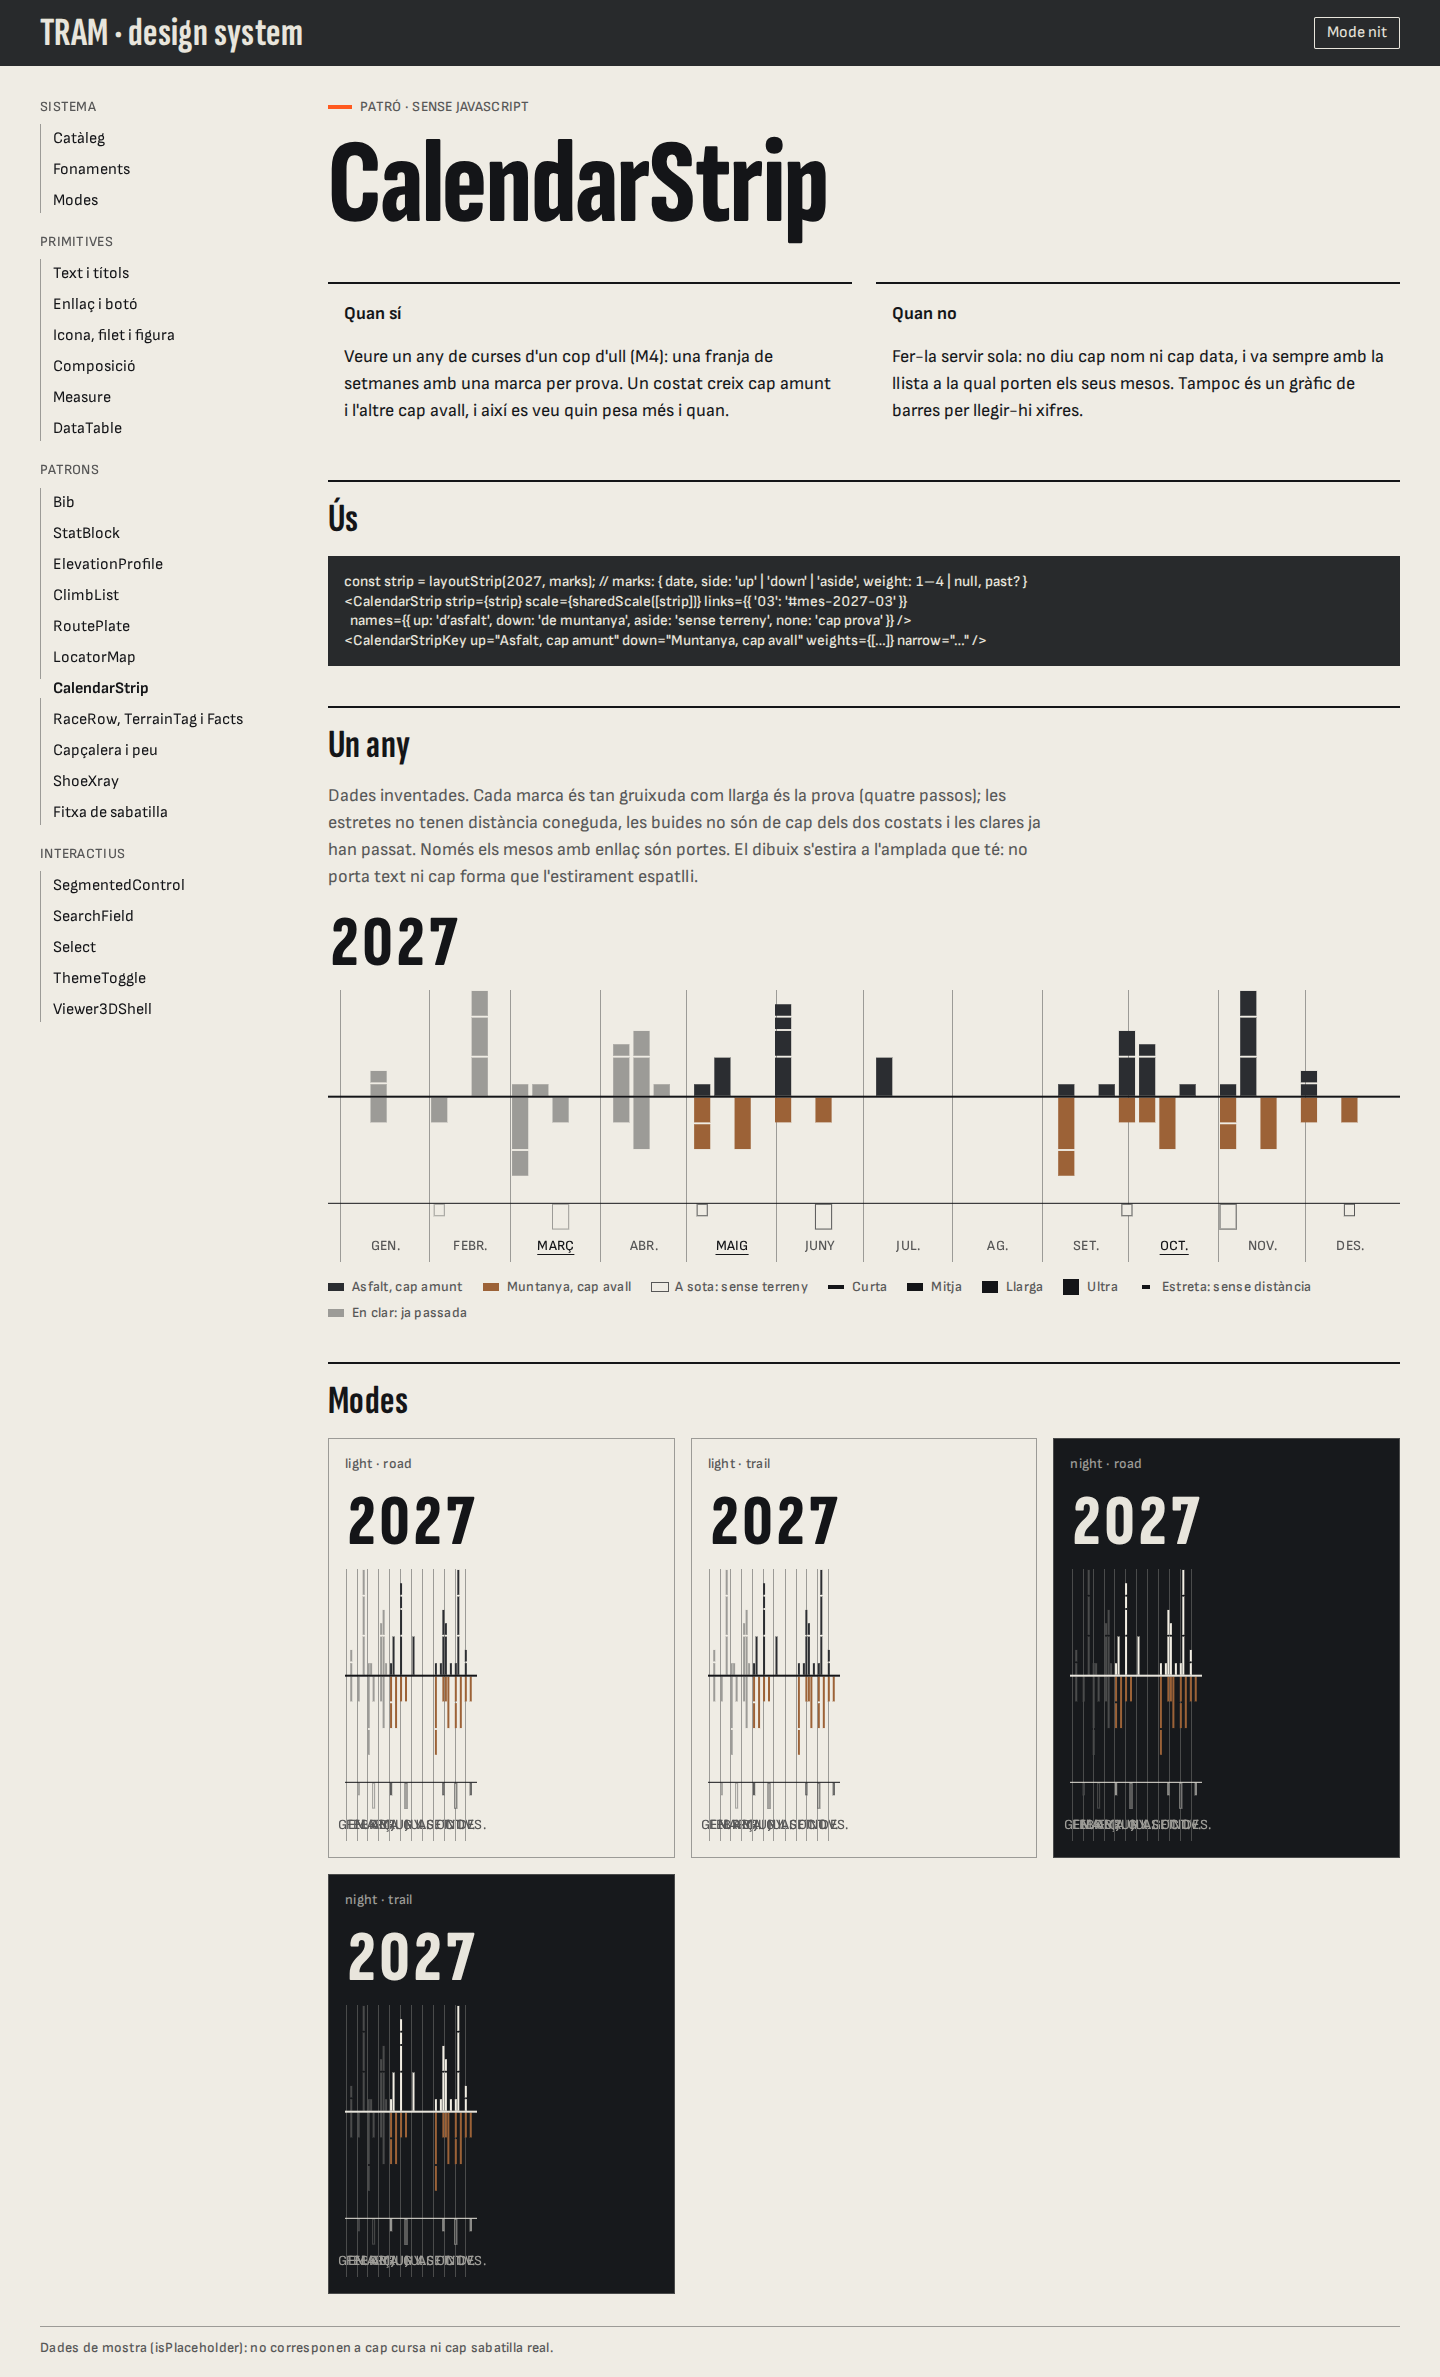 TRAM · design system
Mode nit
SISTEMA
Catàleg
Fonaments
Modes
PRIMITIVES
Text i títols
Enllaç i botó
Icona, filet i figura
Composició
Measure
DataTable
PATRONS
Bib
StatBlock
ElevationProfile
ClimbList
RoutePlate
LocatorMap
CalendarStrip
RaceRow, TerrainTag i Facts
Capçalera i peu
ShoeXray
Fitxa de sabatilla
INTERACTIUS
SegmentedControl
SearchField
Select
ThemeToggle
Viewer3DShell
PATRÓ · SENSE JAVASCRIPT
CalendarStrip
Quan sí
Veure un any de curses d'un cop d'ull (M4): una franja de
setmanes amb una marca per prova. Un costat creix cap amunt
i l'altre cap avall, i així es veu quin pesa més i quan.
Quan no
Fer-la servir sola: no diu cap nom ni cap data, i va sempre amb la
llista a la qual porten els seus mesos. Tampoc és un gràfic de
barres per llegir-hi xifres.
Ús
const strip = layoutStrip(2027, marks); // marks: { date, side: 'up' | 'down' | 'aside', weight: 1–4 | null, past? }
<CalendarStrip strip={strip} scale={sharedScale([strip])} links={{ '03': '#mes-2027-03' }}
names={{ up: 'd’asfalt', down: 'de muntanya', aside: 'sense terreny', none: 'cap prova' }} />
<CalendarStripKey up="Asfalt, cap amunt" down="Muntanya, cap avall" weights={[…]} narrow="…" />
Un any
Dades inventades. Cada marca és tan gruixuda com llarga és la prova (quatre passos); les
estretes no tenen distància coneguda, les buides no són de cap dels dos costats i les clares ja
han passat. Només els mesos amb enllaç són portes. El dibuix s'estira a l'amplada que té: no
porta text ni cap forma que l'estirament espatlli.
2027
GEN. FEBR. MARÇ ABR. MAIG JUNY JUL. AG. SET. OCT. NOV. DES.
Asfalt, cap amunt Muntanya, cap avall A sota: sense terreny Curta Mitja Llarga Ultra Estreta: sense distància
En clar: ja passada
Modes
light · road
2027
light · trail
2027
night · road
2027
night · trail
2027
Dades de mostra (isPlaceholder): no corresponen a cap cursa ni cap sabatilla real.